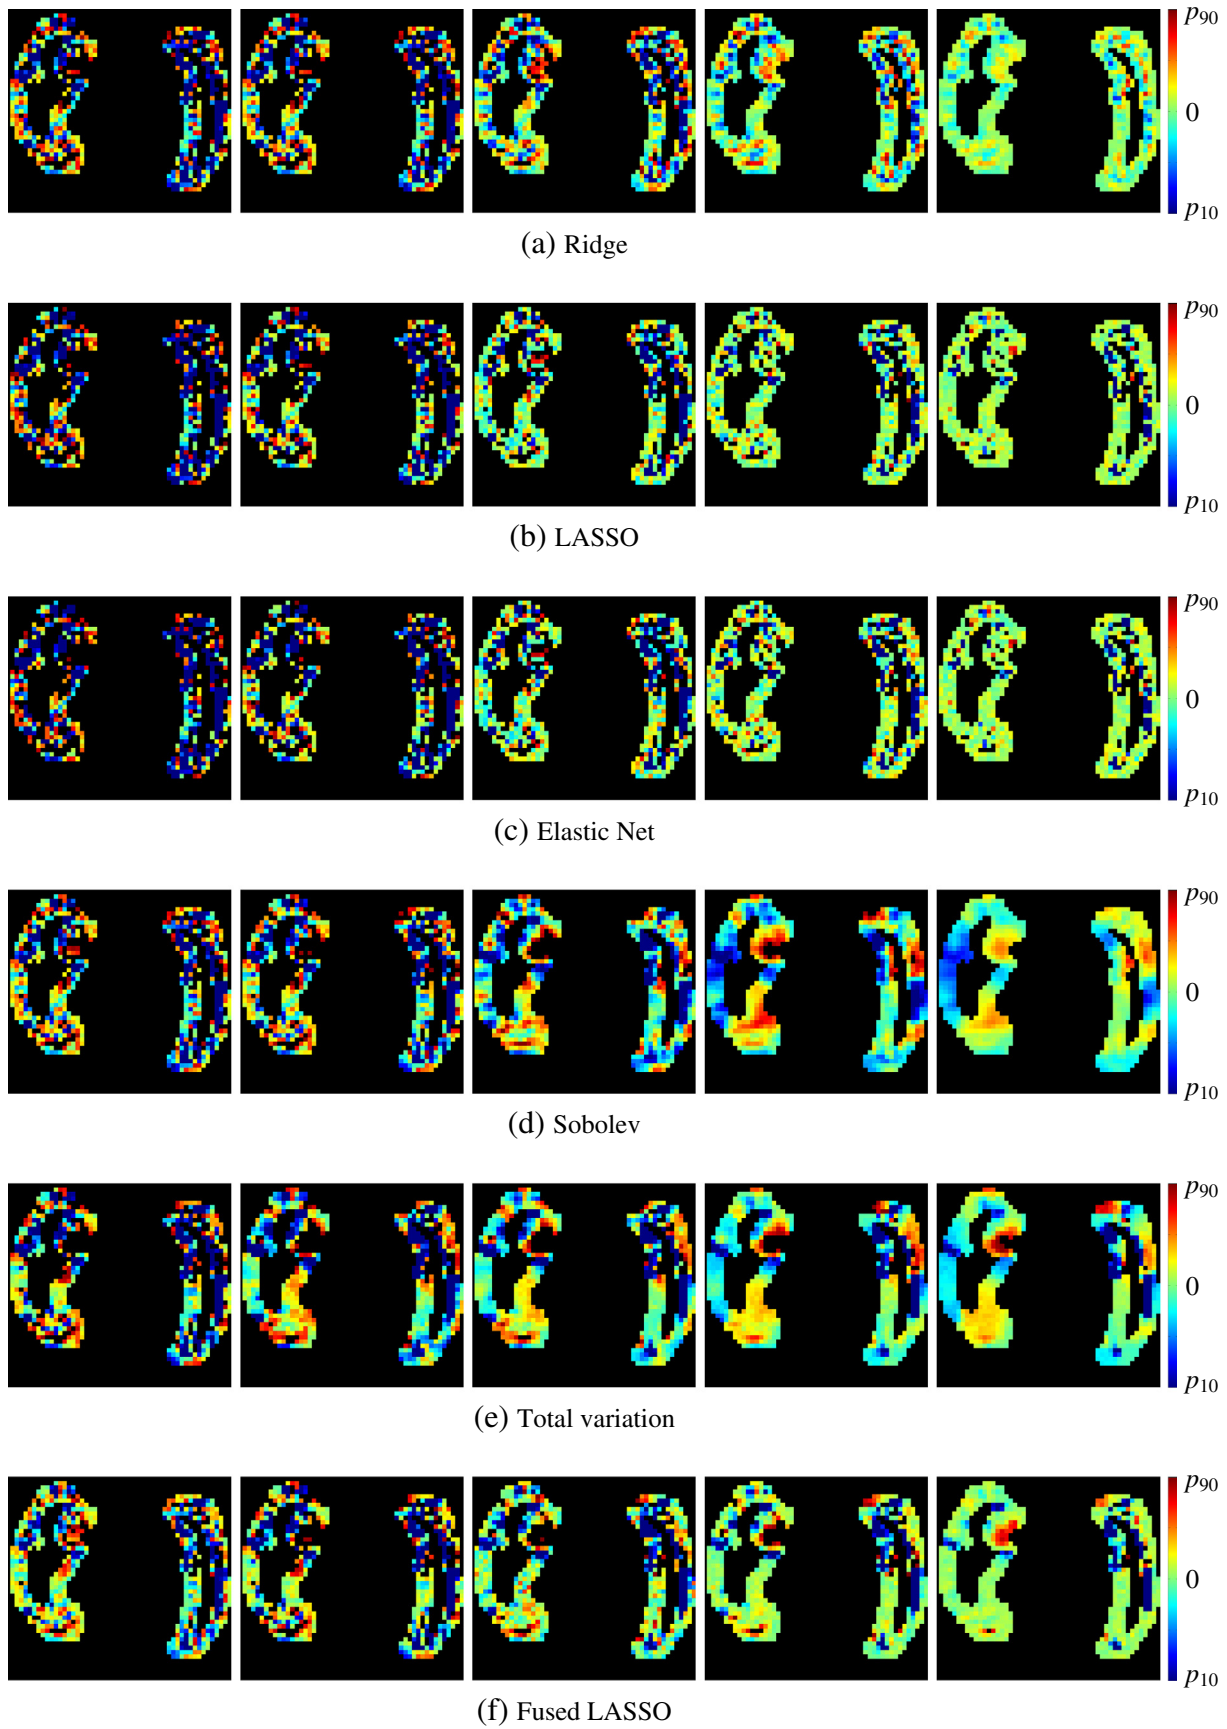 p90
0
p10
(a) Ridge
p90
0
p10
(b) LASSO
p90
0
p10
(c) Elastic Net
p90
0
p10
(d) Sobolev
p90
0
p10
(e) Total variation
p90
0
p10
(f) Fused LASSO